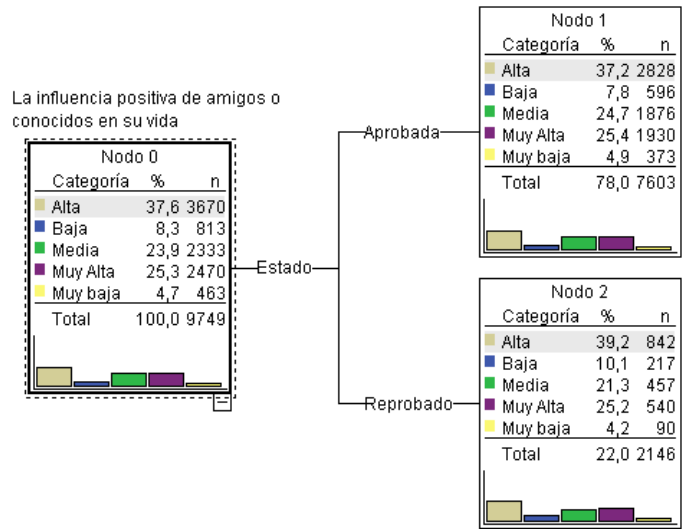 La influencia positiva de amigos o
conocidos en su vida
Nodo 0
Categoría % n
Alta 37,6 3670
Baja 8,3 813
Media 23,9 2333
Muy Alta 25,3 2470
Muy baja 4,7 463
Total 100,0 9749
Estado
Aprobada
Nodo 1
Categoría % n
Alta 37,2 2828
Baja 7,8 596
Media 24,7 1876
Muy Alta 25,4 1930
Muy baja 4,9 373
Total 78,0 7603
Reprobado
Nodo 2
Categoría % n
Alta 39,2 842
Baja 10,1 217
Media 21,3 457
Muy Alta 25,2 540
Muy baja 4,2 90
Total 22,0 2146